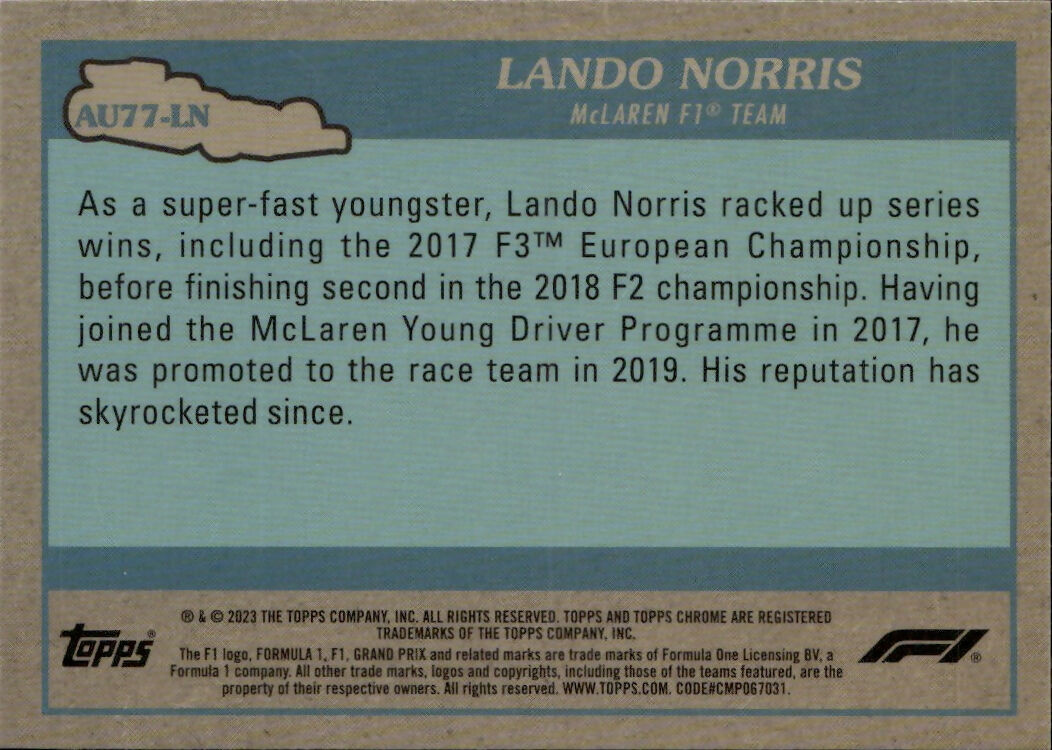 AU77-LN
LANDO NORRIS
McLAREN F1® TEAM
As a super-fast youngster, Lando Norris racked up series
wins, including the 2017 F3™ European Championship,
before finishing second in the 2018 F2 championship. Having
joined the McLaren Young Driver Programme in 2017, he
was promoted to the race team in 2019. His reputation has
skyrocketed since.
® & © 2023 THE TOPPS COMPANY, INC. ALL RIGHTS RESERVED. TOPPS AND TOPPS CHROME ARE REGISTERED
TRADEMARKS OF THE TOPPS COMPANY, INC.
The F1 logo, FORMULA 1, F1, GRAND PRIX and related marks are trade marks of Formula One Licensing BV, a
Formula 1 company. All other trade marks, logos and copyrights, including those of the teams featured, are the
property of their respective owners. All rights reserved. WWW.TOPPS.COM. CODE#CMP067031.
topps®
F1®